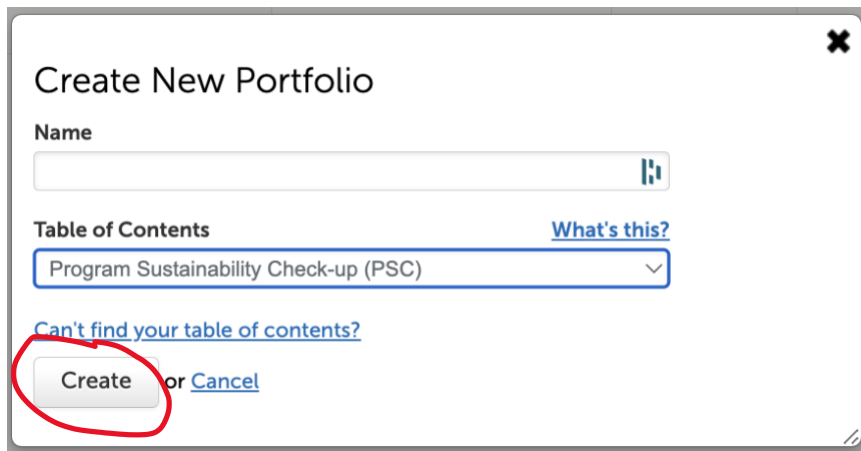 Create New Portfolio
Name
Table of Contents What's this?
Program Sustainability Check-up (PSC)
Can't find your table of contents?
Create or Cancel